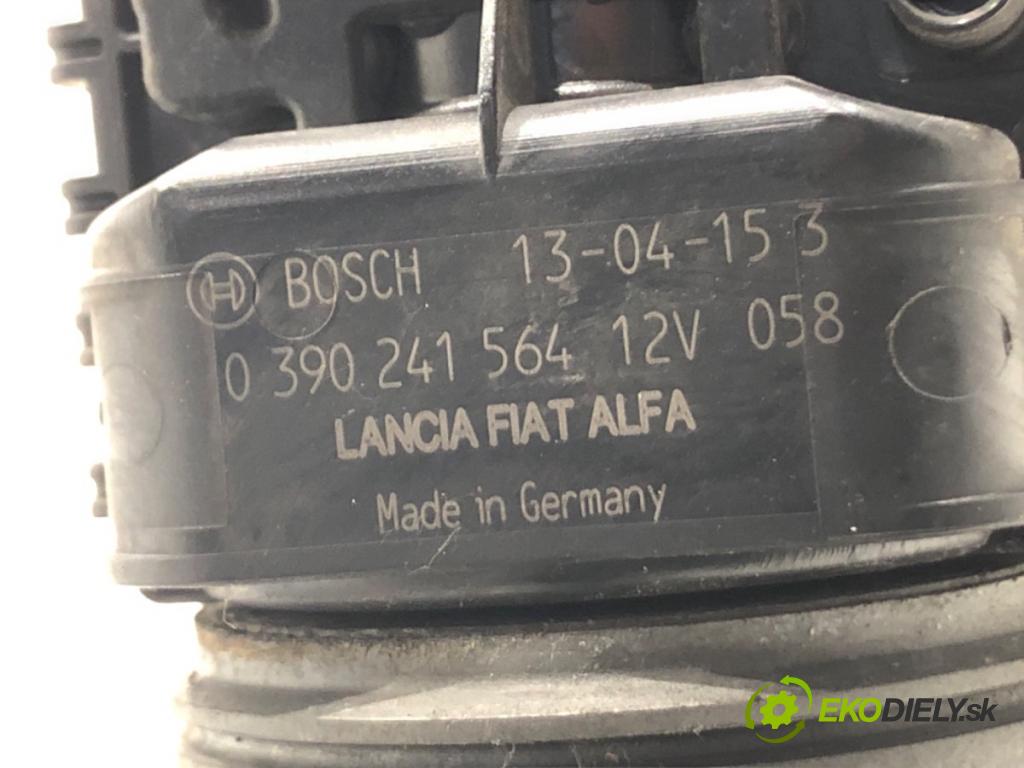 BOSCH 13-04-15 3
0 390 241 564 12V 058
LANCIA FIAT ALFA
Made in Germany
EKODIELY.sk